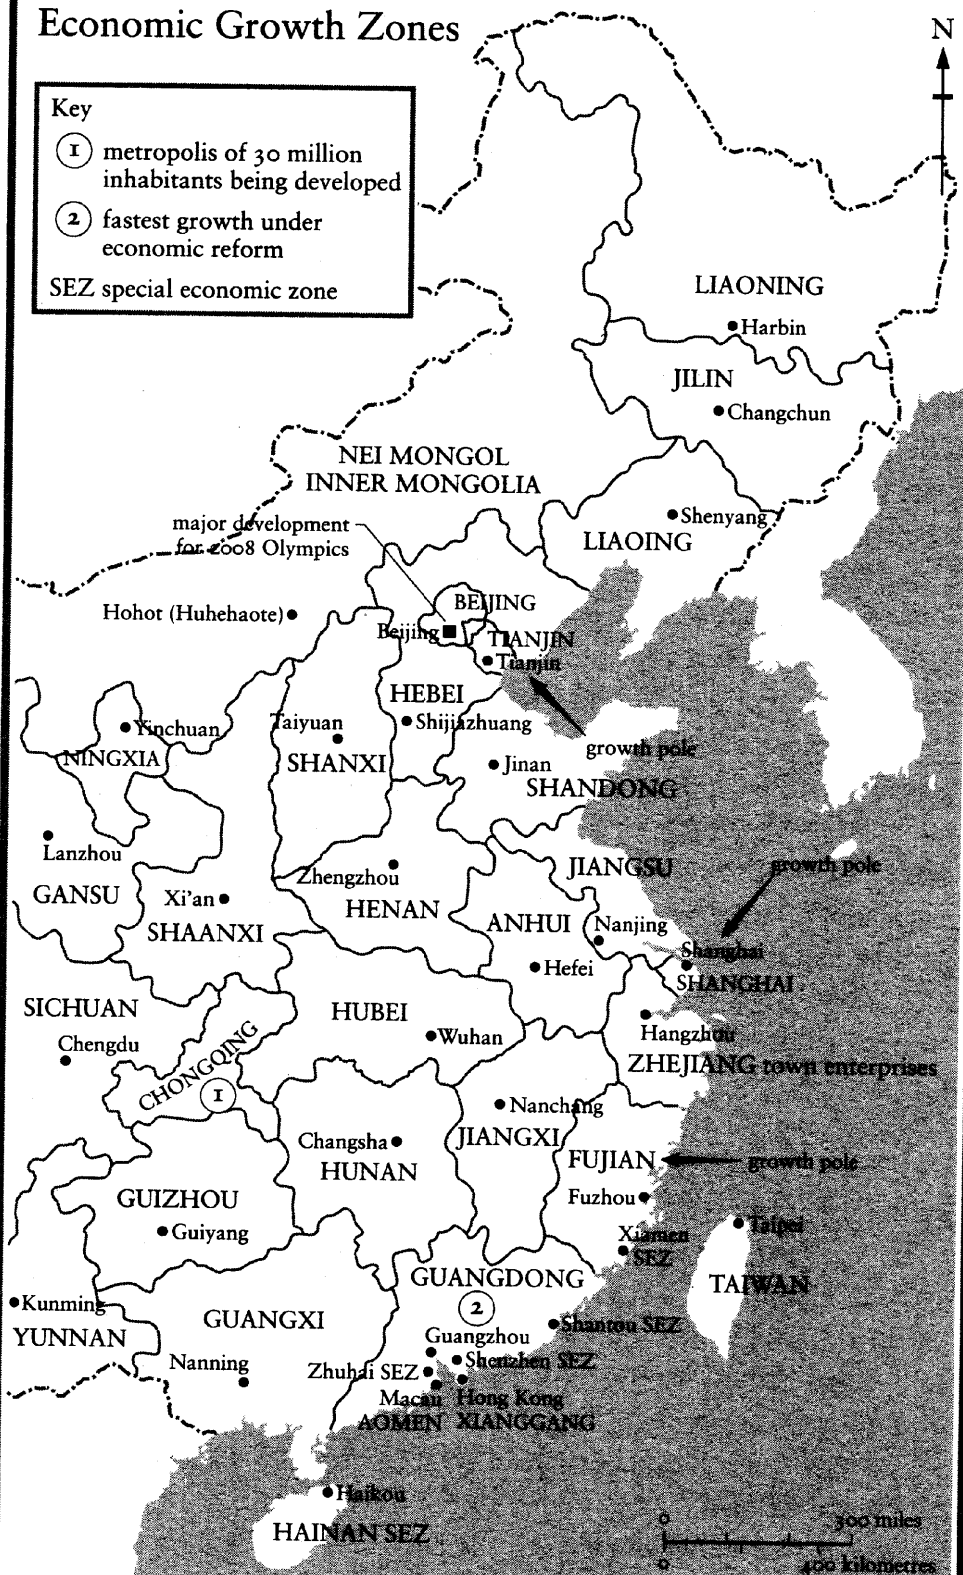 Economic Growth Zones
N
Key
1 metropolis of 30 million
inhabitants being developed
2 fastest growth under
economic reform
SEZ special economic zone
LIAONING
Harbin
JILIN
Changchun
NEI MONGOL
INNER MONGOLIA
major development
for 2008 Olympics
Shenyang
LIAOING
Hohot (Huhehaote)
BEIJING
Beijing
TIANJIN
Tianjin
HEBEI
Yinchuan
Taiyuan
Shijiazhuang
growth pole
NINGXIA
SHANXI
Jinan
SHANDONG
Lanzhou
Zhengzhou
JIANGSU
growth pole
GANSU
Xi'an
HENAN
ANHUI
Nanjing
SHAANXI
Shanghai
Hefei
SHANGHAI
SICHUAN
HUBEI
Chengdu
Wuhan
Hangzhou
CHONGQING
1
ZHEJIANG town enterprises
Nanchang
Changsha
JIANGXI
HUNAN
FUJIAN
growth pole
GUIZHOU
Fuzhou
Guiyang
Xiamen
SEZ
Taipei
GUANGDONG
TAIWAN
2
Kunming
GUANGXI
Shantou SEZ
YUNNAN
Guangzhou
Nanning
Zhuhai SEZ
Shenzhen SEZ
Macau
Hong Kong
AOMEN
XIANGGANG
Haikou
HAINAN SEZ
0
300 miles
0
400 kilometres